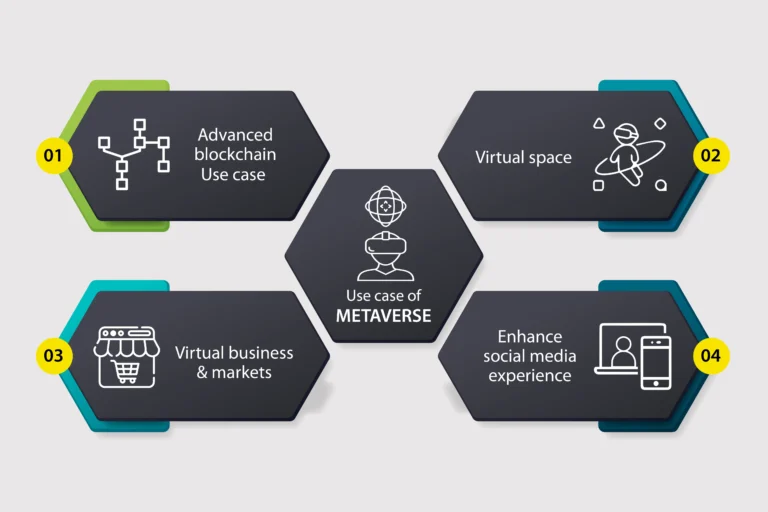 01
Advanced
blockchain
Use case
Virtual space
02
Use case of
METAVERSE
03
Virtual business
& markets
Enhance
social media
experience
04